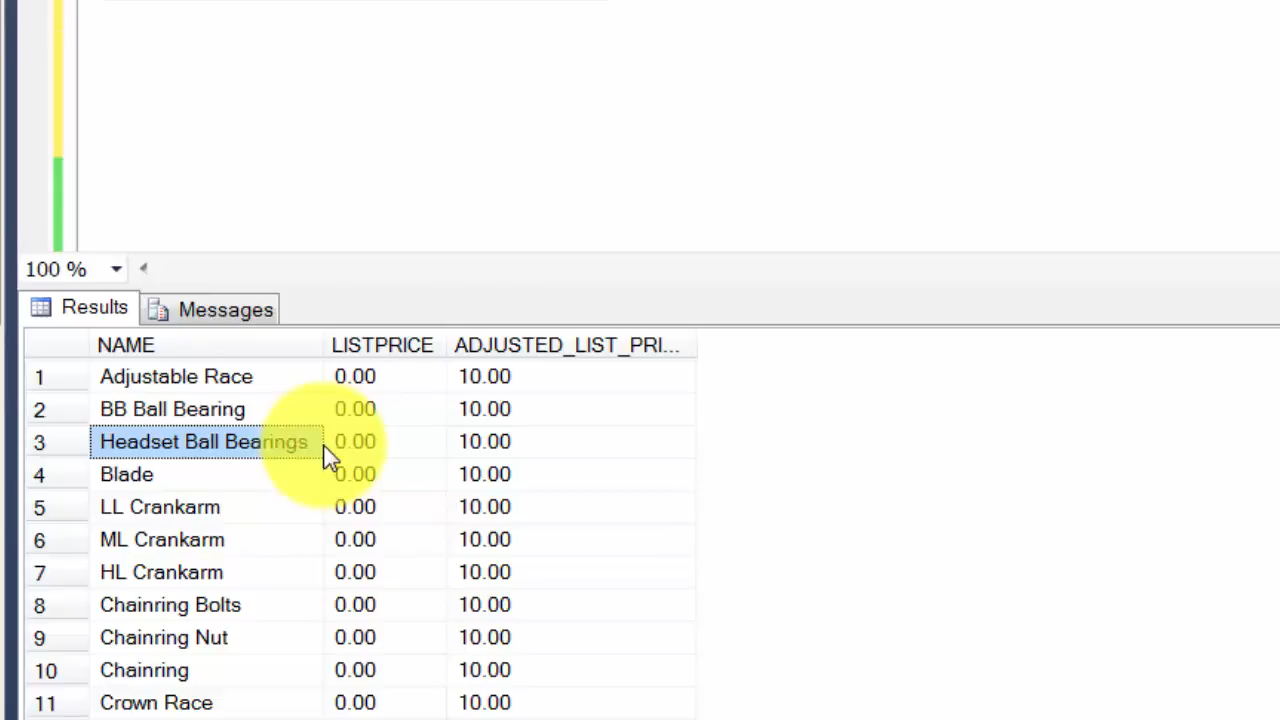 100 %
Results Messages
NAME LISTPRICE ADJUSTED_LIST_PRI...
1 Adjustable Race 0.00 10.00
2 BB Ball Bearing 0.00 10.00
3 Headset Ball Bearings 0.00 10.00
4 Blade 0.00 10.00
5 LL Crankarm 0.00 10.00
6 ML Crankarm 0.00 10.00
7 HL Crankarm 0.00 10.00
8 Chainring Bolts 0.00 10.00
9 Chainring Nut 0.00 10.00
10 Chainring 0.00 10.00
11 Crown Race 0.00 10.00